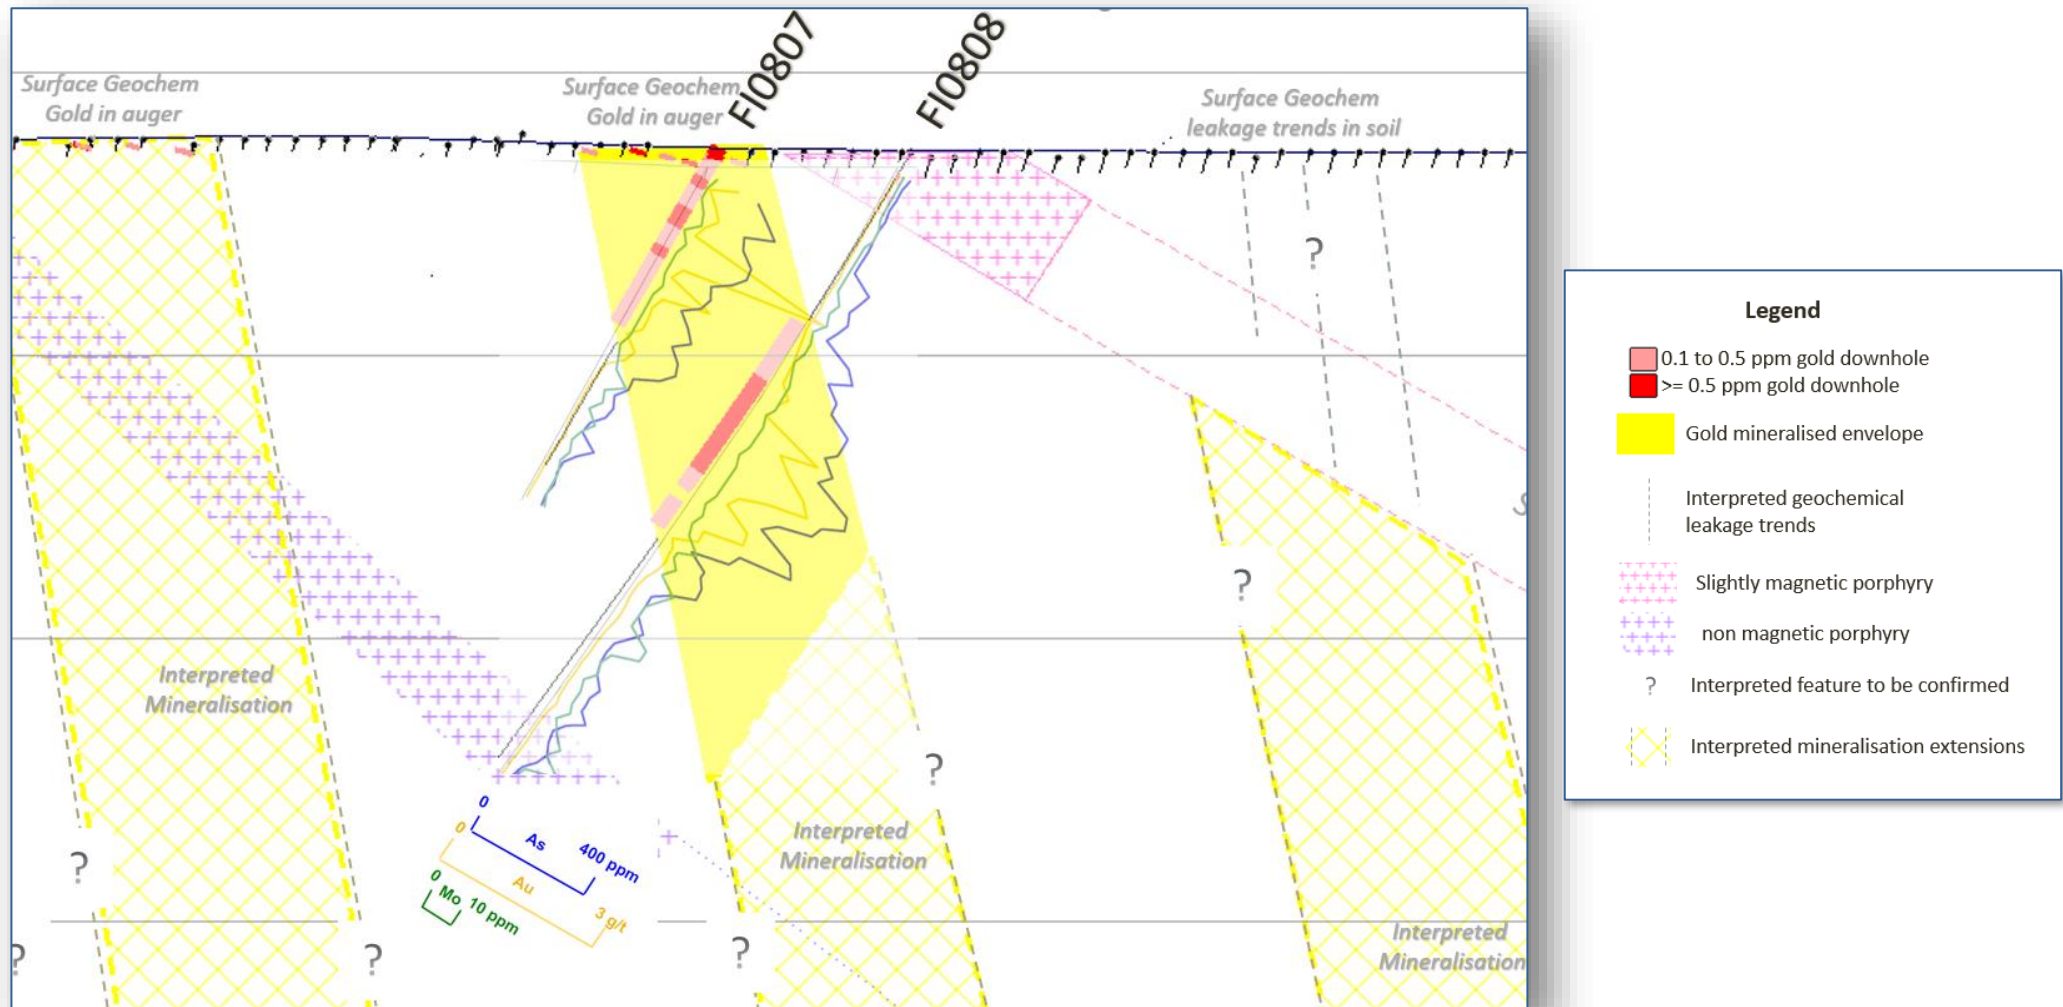 Surface Geochem
Gold in auger
Surface Geochem
Gold in auger
FI0807
FI0808
Surface Geochem
leakage trends in soil
?
?
Interpreted
Mineralisation
?
Interpreted
Mineralisation
?
?
?
?
Interpreted
Mineralisation
0
As
400 ppm
0
Au
3 g/t
0
Mo
10 ppm
Legend
0.1 to 0.5 ppm gold downhole
>= 0.5 ppm gold downhole
Gold mineralised envelope
Interpreted geochemical
leakage trends
Slightly magnetic porphyry
non magnetic porphyry
? Interpreted feature to be confirmed
Interpreted mineralisation extensions